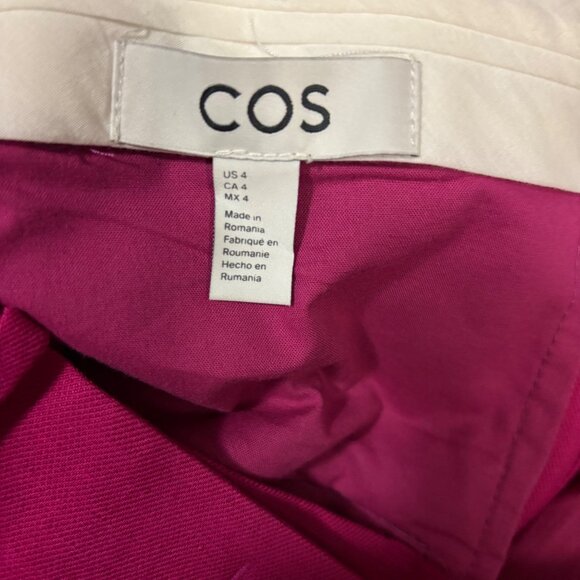 COS
US 4
CA 4
MX 4
Made in
Romania
Fabriqué en
Roumanie
Hecho en
Rumania